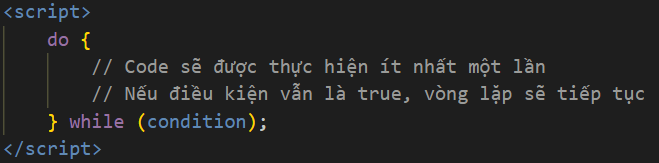 <script>
do {
// Code sẽ được thực hiện ít nhất một lần
// Nếu điều kiện vẫn là true, vòng lặp sẽ tiếp tục
} while (condition);
</script>